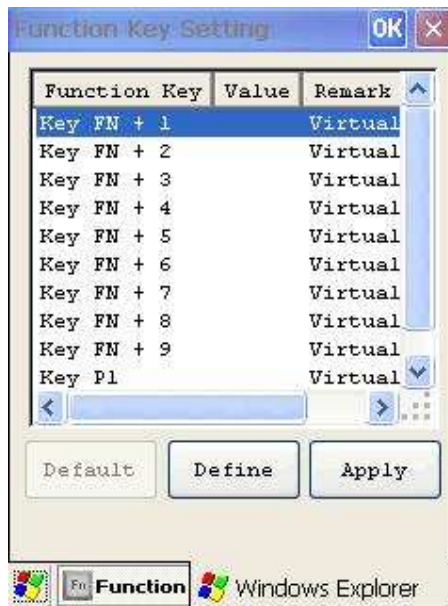 Function Key Setting OK
Function Key Value Remark
Key FN + 1 Virtual
Key FN + 2 Virtual
Key FN + 3 Virtual
Key FN + 4 Virtual
Key FN + 5 Virtual
Key FN + 6 Virtual
Key FN + 7 Virtual
Key FN + 8 Virtual
Key FN + 9 Virtual
Key P1 Virtual
Default Define Apply
Fn Function Windows Explorer